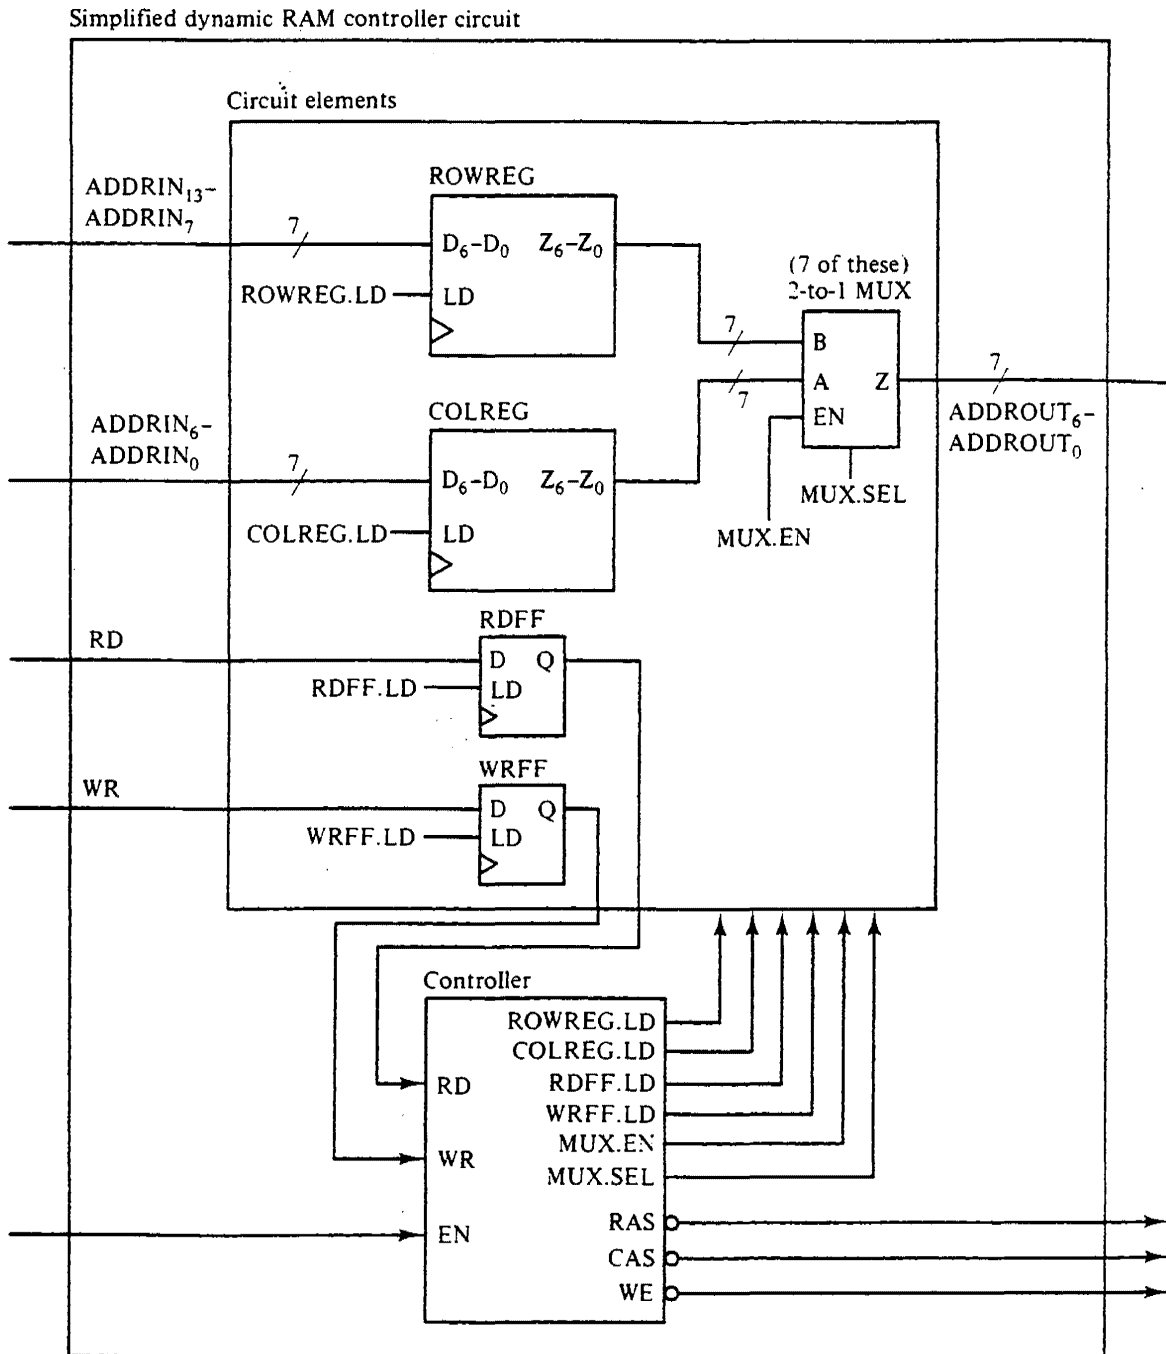 Simplified dynamic RAM controller circuit
Circuit elements
ADDRIN₁₃–
ADDRIN₇
7
ROWREG
D₆–D₀ Z₆–Z₀
ROWREG.LD
LD
(7 of these)
2-to-1 MUX
7
B
A Z
7
EN
7
ADDROUT₆–
ADDROUT₀
MUX.SEL
MUX.EN
ADDRIN₆–
ADDRIN₀
7
COLREG
D₆–D₀ Z₆–Z₀
COLREG.LD
LD
RD
RDFF
D Q
RDFF.LD
LD
WR
WRFF
D Q
WRFF.LD
LD
Controller
ROWREG.LD
COLREG.LD
RD
RDFF.LD
WRFF.LD
MUX.EN
WR
MUX.SEL
RAS
EN
CAS
WE